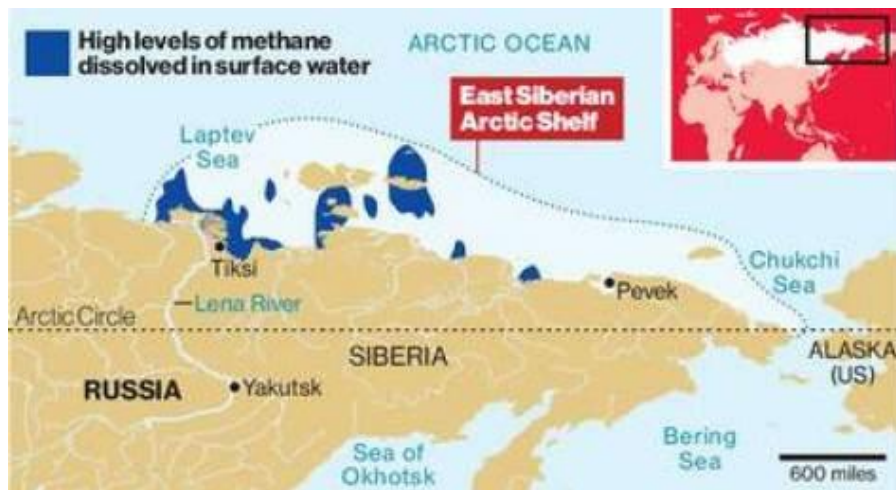 High levels of methane
dissolved in surface water
ARCTIC OCEAN
East Siberian
Arctic Shelf
Laptev
Sea
Tiksi
Pevek
Chukchi
Sea
Lena River
Arctic Circle
SIBERIA
ALASKA
(US)
RUSSIA
Yakutsk
Sea of
Okhotsk
Bering
Sea
600 miles